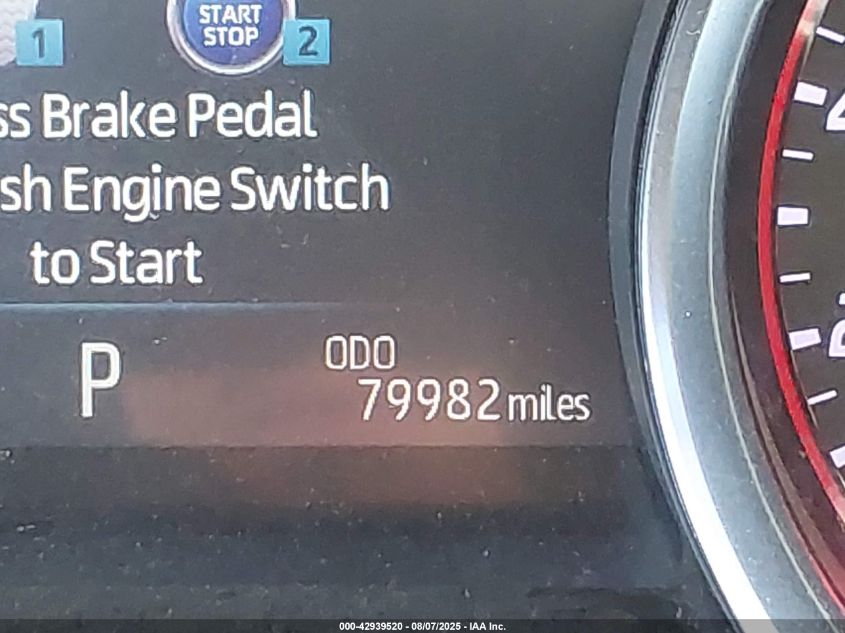 START
STOP
1
2
ss Brake Pedal
sh Engine Switch
to Start
P
ODO
79982 miles
000-42939520 - 08/07/2025 - IAA Inc.